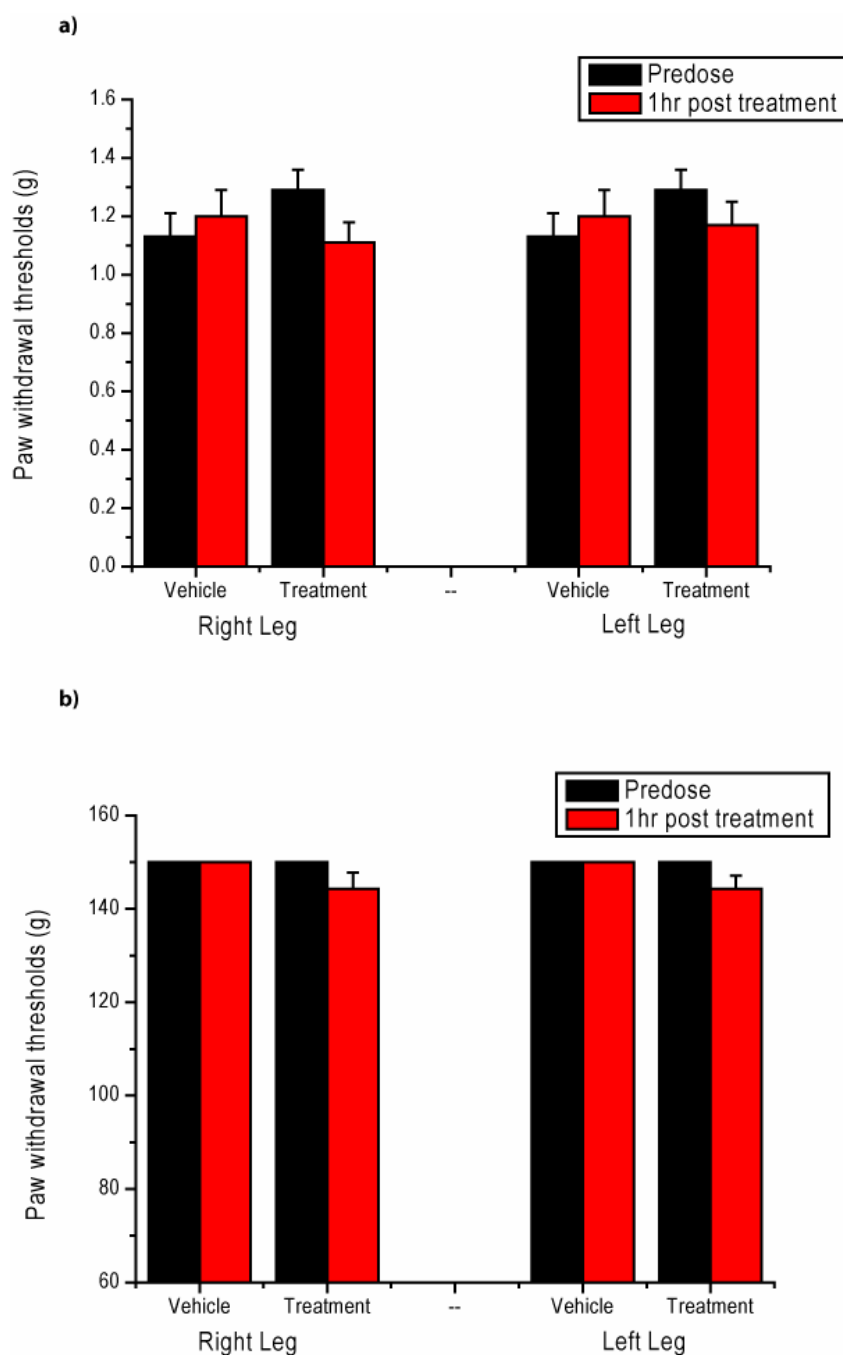 a)
Predose
1hr post treatment
1.6
1.4
1.2
1.0
0.8
0.6
0.4
0.2
0.0
Paw withdrawal thresholds (g)
Vehicle Treatment -- Vehicle Treatment
Right Leg Left Leg
b)
Predose
1hr post treatment
160
140
120
100
80
60
Paw withdrawal thresholds (g)
Vehicle Treatment -- Vehicle Treatment
Right Leg Left Leg